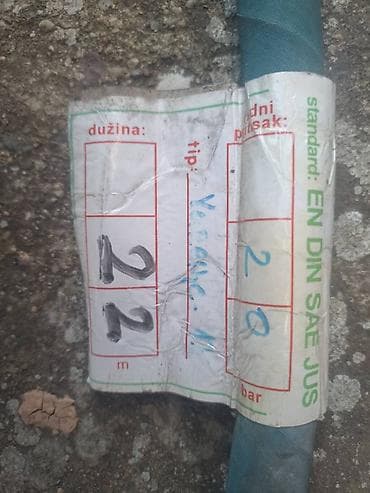 standard: EN DIN SAE JUS
dužina:
22
m
tip:
20
bar